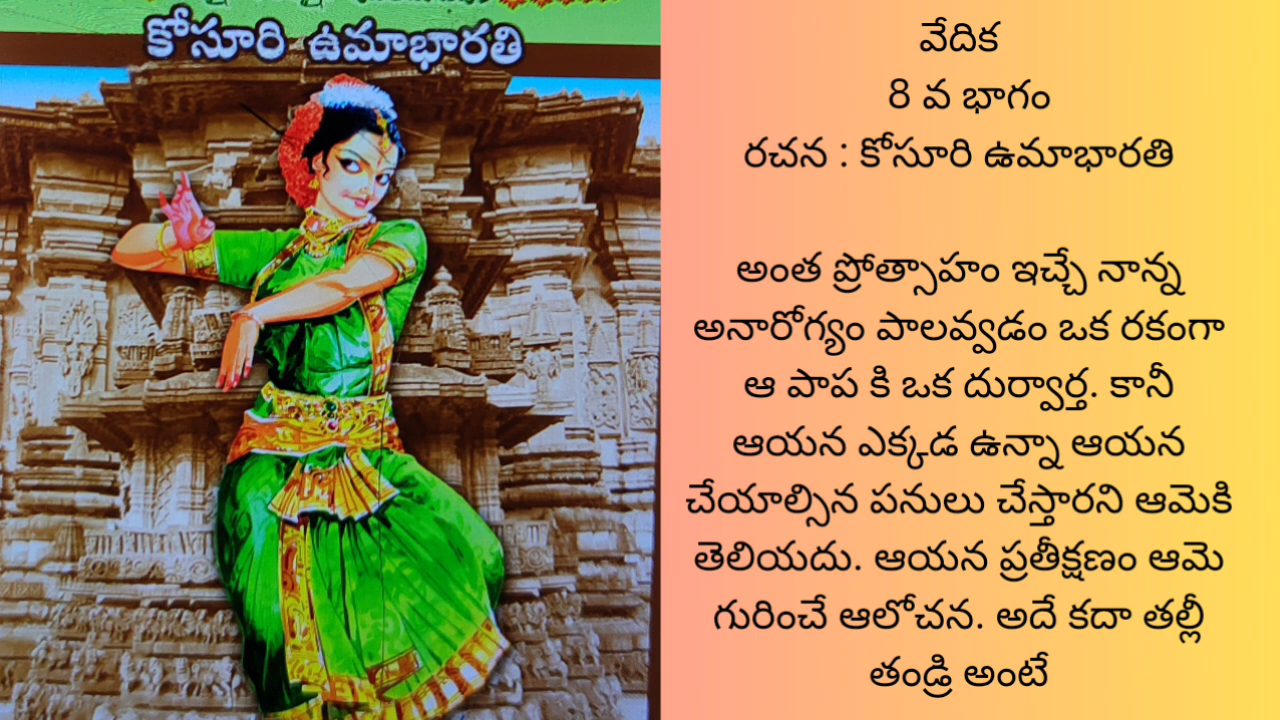 కోసూరి ఉమాభారతి
వేదిక
8 వ భాగం
రచన : కోసూరి ఉమాభారతి
అంత ప్రోత్సాహం ఇచ్చే నాన్న
అనారోగ్యం పాలవ్వడం ఒక రకంగా
ఆ పాప కి ఒక దుర్వార్త. కానీ
ఆయన ఎక్కడ ఉన్నా ఆయన
చేయాల్సిన పనులు చేస్తారని ఆమెకి
తెలియదు. ఆయన ప్రతీక్షణం ఆమె
గురించే ఆలోచన. అదే కదా తల్లీ
తండ్రి అంటే